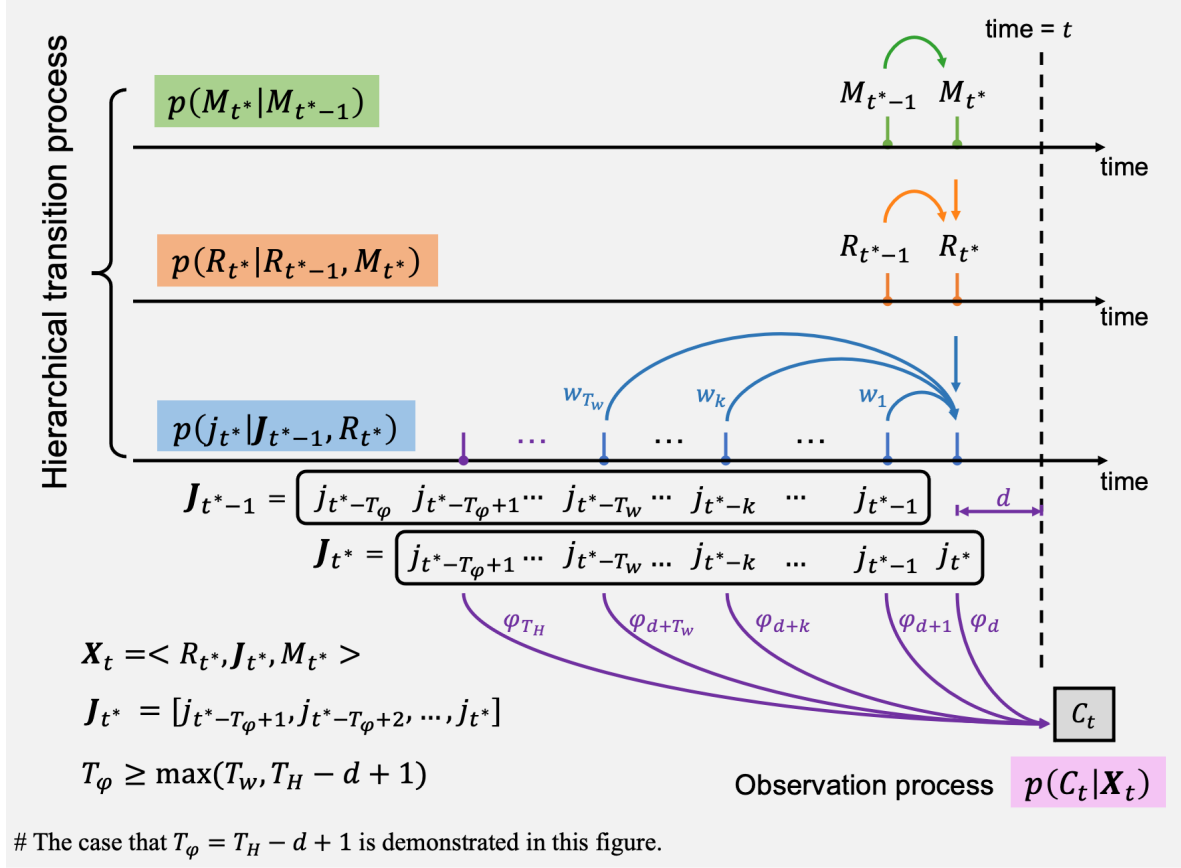 time = t
Hierarchical transition process
p(M_{t*}|M_{t*−1})
M_{t*−1} M_{t*}
time
p(R_{t*}|R_{t*−1}, M_{t*})
R_{t*−1} R_{t*}
time
w_{T_w} w_k w_1
p(j_{t*}|J_{t*−1}, R_{t*})
... ... ...
time
J_{t*−1} = j_{t*−T_φ} j_{t*−T_φ+1} ... j_{t*−T_w} ... j_{t*−k} ... j_{t*−1}
d
J_{t*} = j_{t*−T_φ+1} ... j_{t*−T_w} ... j_{t*−k} ... j_{t*−1} j_{t*}
φ_{T_H} φ_{d+T_w} φ_{d+k} φ_{d+1} φ_d
X_t =< R_{t*}, J_{t*}, M_{t*} >
J_{t*} = [j_{t*−T_φ+1}, j_{t*−T_φ+2}, ..., j_{t*}]
C_t
T_φ ≥ max(T_w, T_H − d + 1)
Observation process p(C_t|X_t)
# The case that T_φ = T_H − d + 1 is demonstrated in this figure.